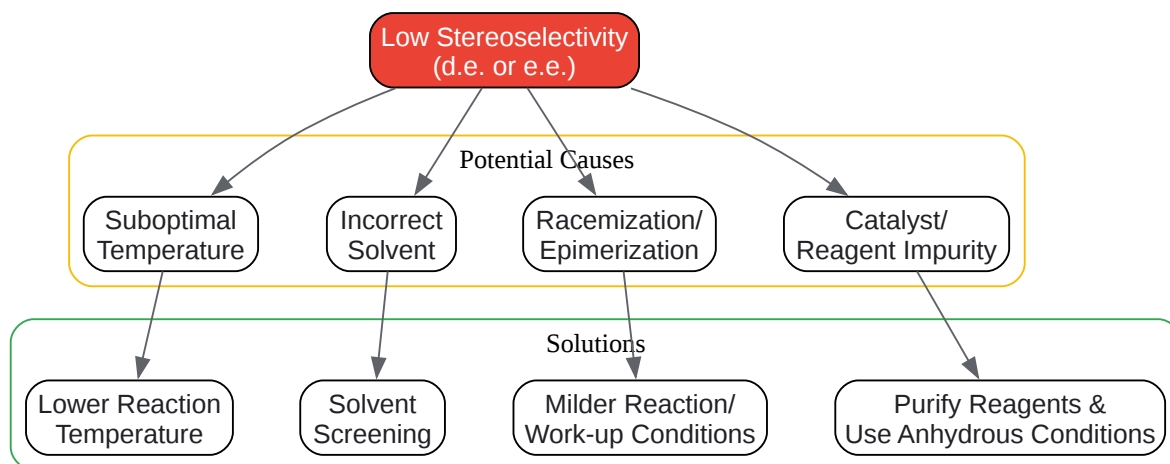 Low Stereoselectivity
(d.e. or e.e.)
Potential Causes
Suboptimal
Temperature
Incorrect
Solvent
Racemization/
Epimerization
Catalyst/
Reagent Impurity
Solutions
Lower Reaction
Temperature
Solvent
Screening
Milder Reaction/
Work-up Conditions
Purify Reagents &
Use Anhydrous Conditions